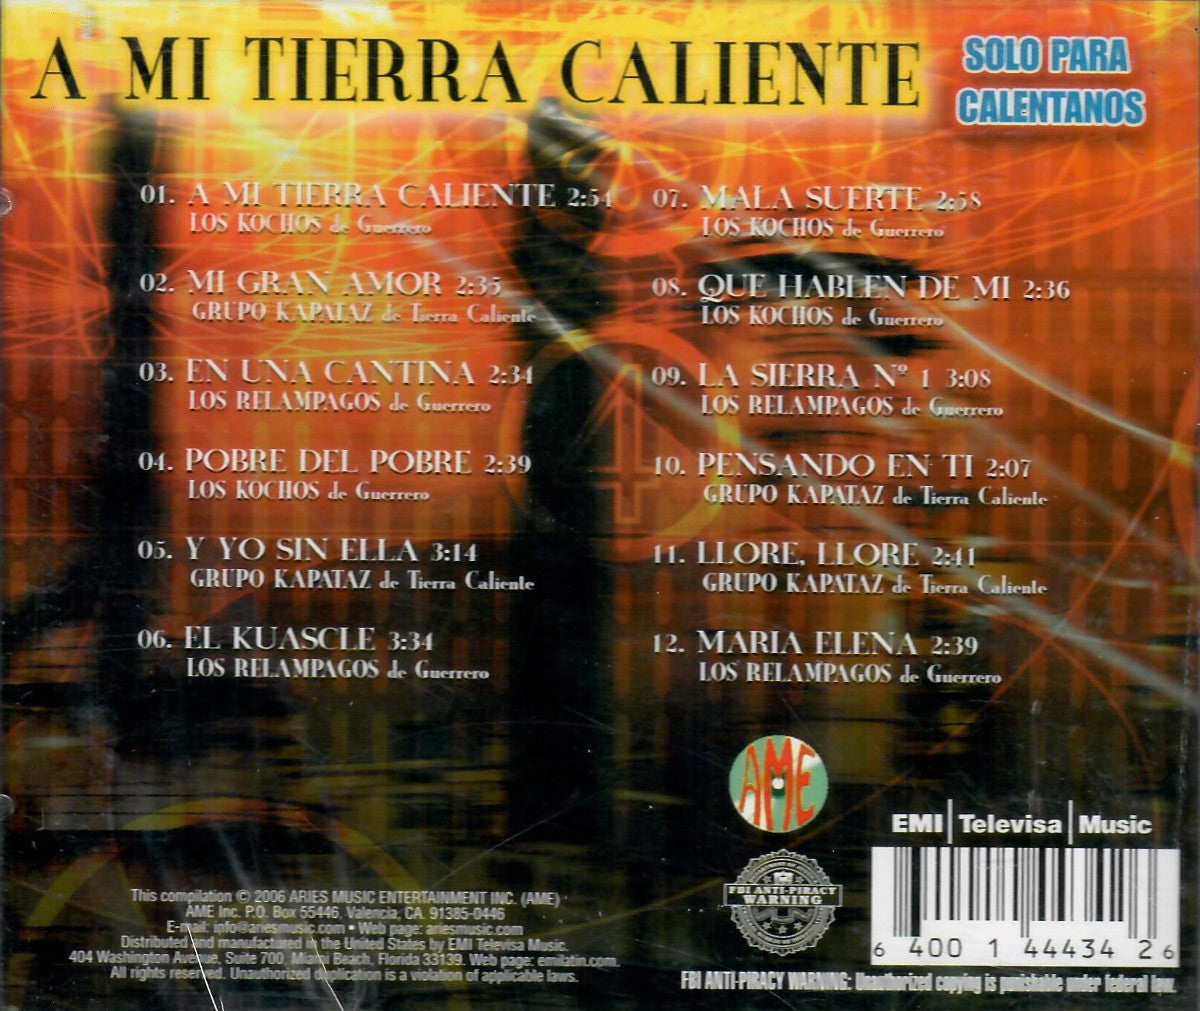 A MI TIERRA CALIENTE
SOLO PARA
CALENTANOS
01. A MI TIERRA CALIENTE 2:54
LOS KOCHOS de Guerrero
02. MI GRAN AMOR 2:35
GRUPO KAPATAZ de Tierra Caliente
03. EN UNA CANTINA 2:34
LOS RELAMPAGOS de Guerrero
04. POBRE DEL POBRE 2:39
LOS KOCHOS de Guerrero
05. Y YO SIN ELLA 3:14
GRUPO KAPATAZ de Tierra Caliente
06. EL KUASCLE 3:34
LOS RELAMPAGOS de Guerrero
07. MALA SUERTE 2:58
LOS KOCHOS de Guerrero
08. QUE HABLEN DE MI 2:36
LOS KOCHOS de Guerrero
09. LA SIERRA Nº 1 3:08
LOS RELAMPAGOS de Guerrero
10. PENSANDO EN TI 2:07
GRUPO KAPATAZ de Tierra Caliente
11. LLORE, LLORE 2:41
GRUPO KAPATAZ de Tierra Caliente
12. MARIA ELENA 2:39
LOS RELAMPAGOS de Guerrero
4
AME
EMI | Televisa | Music
FBI ANTI-PIRACY
WARNING
6 40014 44342 6
This compilation © 2006 ARIES MUSIC ENTERTAINMENT INC. (AME)
AME Inc. P.O. Box 55446, Valencia, CA. 91385-0446
E-mail: info@ariesmusic.com • Web page: ariesmusic.com
Distributed and manufactured in the United States by EMI Televisa Music.
404 Washington Avenue, Suite 700, Miami Beach, Florida 33139. Web page: emilatin.com.
All rights reserved. Unauthorized duplication is a violation of applicable laws.
FBI ANTI-PIRACY WARNING: Unauthorized copying is punishable under federal law.